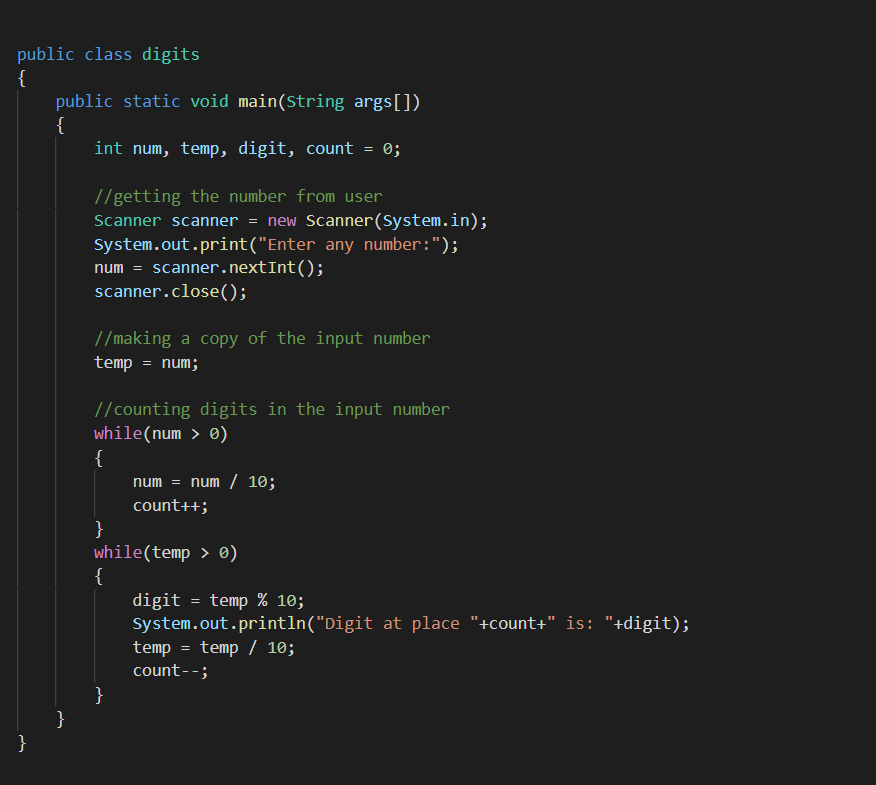 public class digits
{
    public static void main(String args[])
    {
        int num, temp, digit, count = 0;

        //getting the number from user
        Scanner scanner = new Scanner(System.in);
        System.out.print("Enter any number:");
        num = scanner.nextInt();
        scanner.close();

        //making a copy of the input number
        temp = num;

        //counting digits in the input number
        while(num > 0)
        {
            num = num / 10;
            count++;
        }
        while(temp > 0)
        {
            digit = temp % 10;
            System.out.println("Digit at place "+count+" is: "+digit);
            temp = temp / 10;
            count--;
        }
    }
}